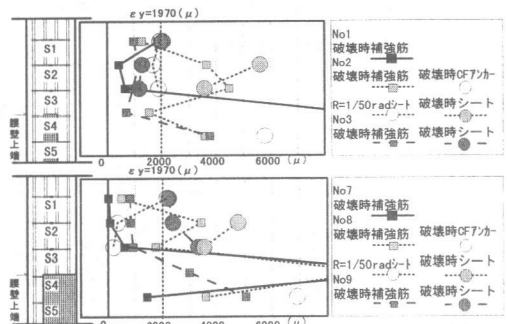 εy=1970(μ)
S1
S2
S3
S4
S5
腰壁上端
0
2000
4000
6000
(μ)
No1
破壊時補強筋
No2
破壊時補強筋
破壊時CFアンカー
R=1/50radシート
破壊時シート
No3
破壊時補強筋
破壊時シート
εy=1970(μ)
S1
S2
S3
S4
S5
腰壁上端
0
2000
4000
6000
(μ)
No7
破壊時補強筋
No8
破壊時補強筋
破壊時CFアンカー
R=1/50radシート
破壊時シート
No9
破壊時補強筋
破壊時シート